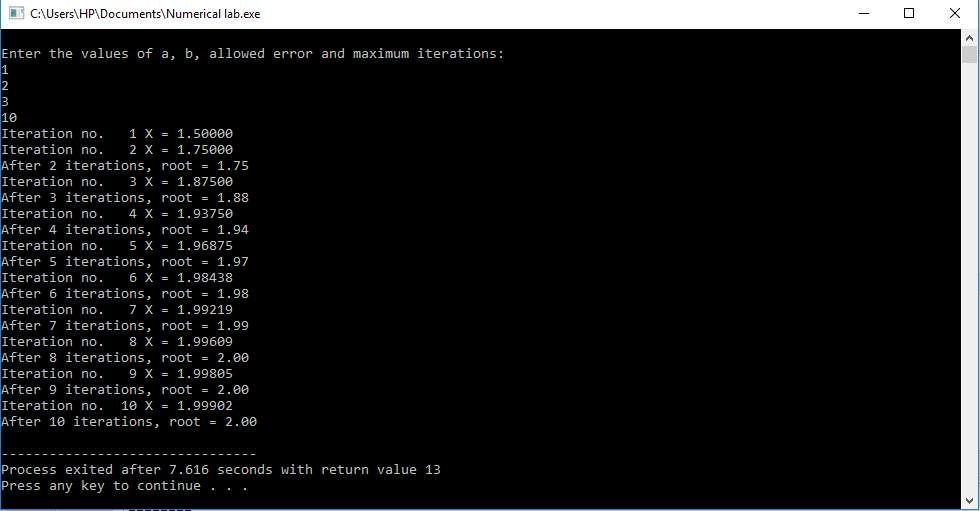 C:\Users\HP\Documents\Numerical lab.exe
Enter the values of a, b, allowed error and maximum iterations:
1
2
3
10
Iteration no.   1 X = 1.50000
Iteration no.   2 X = 1.75000
After 2 iterations, root = 1.75
Iteration no.   3 X = 1.87500
After 3 iterations, root = 1.88
Iteration no.   4 X = 1.93750
After 4 iterations, root = 1.94
Iteration no.   5 X = 1.96875
After 5 iterations, root = 1.97
Iteration no.   6 X = 1.98438
After 6 iterations, root = 1.98
Iteration no.   7 X = 1.99219
After 7 iterations, root = 1.99
Iteration no.   8 X = 1.99609
After 8 iterations, root = 2.00
Iteration no.   9 X = 1.99805
After 9 iterations, root = 2.00
Iteration no.  10 X = 1.99902
After 10 iterations, root = 2.00
--------------------------------
Process exited after 7.616 seconds with return value 13
Press any key to continue . . .